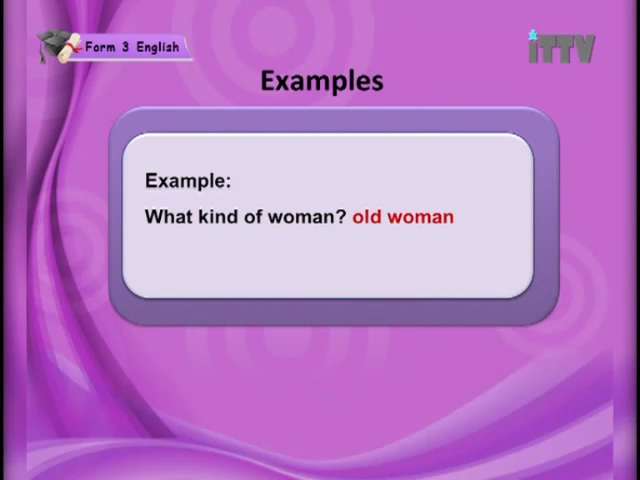 Form 3 English
iTTV
Examples
Example:
What kind of woman? old woman